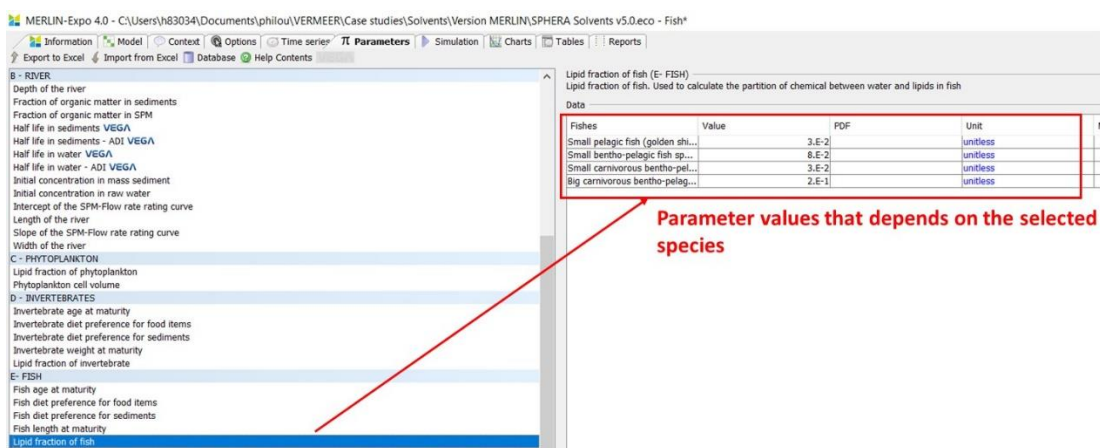 MERLIN-Expo 4.0 - C:\Users\h83034\Documents\philou\VERMEER\Case studies\Solvents\Version MERLIN\SPHERA Solvents v5.0.eco - Fish*
Information Model Context Options Time series π Parameters Simulation Charts Tables Reports
Export to Excel Import from Excel Database Help Contents
B - RIVER
Depth of the river
Fraction of organic matter in sediments
Fraction of organic matter in SPM
Half life in sediments VEGA
Half life in sediments - ADI VEGA
Half life in water VEGA
Half life in water - ADI VEGA
Initial concentration in mass sediment
Initial concentration in raw water
Intercept of the SPM-Flow rate rating curve
Length of the river
Slope of the SPM-Flow rate rating curve
Width of the river
C - PHYTOPLANKTON
Lipid fraction of phytoplankton
Phytoplankton cell volume
D - INVERTEBRATES
Invertebrate age at maturity
Invertebrate diet preference for food items
Invertebrate diet preference for sediments
Invertebrate weight at maturity
Lipid fraction of invertebrate
E- FISH
Fish age at maturity
Fish diet preference for food items
Fish diet preference for sediments
Fish length at maturity
Lipid fraction of fish
Lipid fraction of fish (E- FISH)
Lipid fraction of fish. Used to calculate the partition of chemical between water and lipids in fish
Data
Fishes Value PDF Unit
Small pelagic fish (golden shi... 3.E-2 unitless
Small bentho-pelagic fish sp... 8.E-2 unitless
Small carnivorous bentho-pel... 3.E-2 unitless
Big carnivorous bentho-pelag... 2.E-1 unitless
Parameter values that depends on the selected
species